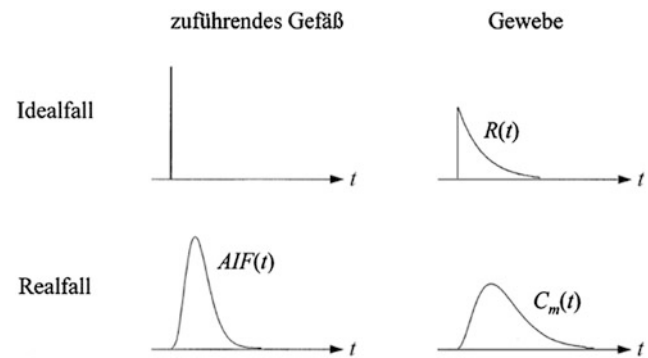 zuführendes Gefäß Gewebe
Idealfall
R(t)
t t
AIF(t)
Realfall
C_m(t)
t t